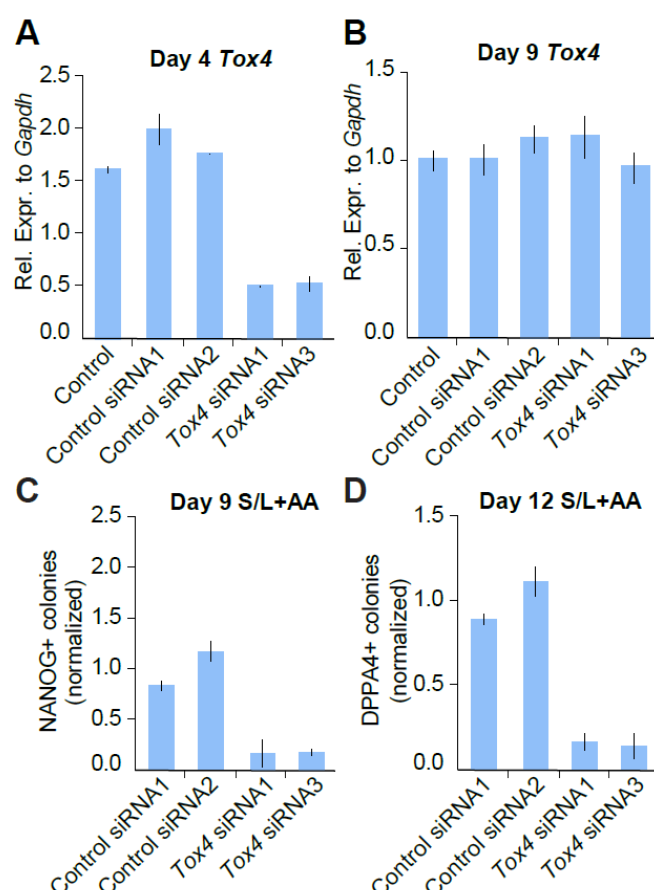 A
Day 4 Tox4
Rel. Expr. to Gapdh
2.5
2.0
1.5
1.0
0.5
0.0
Control
Control siRNA1
Control siRNA2
Tox4 siRNA1
Tox4 siRNA3
B
Day 9 Tox4
Rel. Expr. to Gapdh
1.5
1.0
0.5
0.0
Control
Control siRNA1
Control siRNA2
Tox4 siRNA1
Tox4 siRNA3
C
Day 9 S/L+AA
NANOG+ colonies
(normalized)
2.5
2.0
1.5
1.0
0.5
0.0
Control siRNA1
Control siRNA2
Tox4 siRNA1
Tox4 siRNA3
D
Day 12 S/L+AA
DPPA4+ colonies
(normalized)
1.5
1.0
0.5
0.0
Control siRNA1
Control siRNA2
Tox4 siRNA1
Tox4 siRNA3